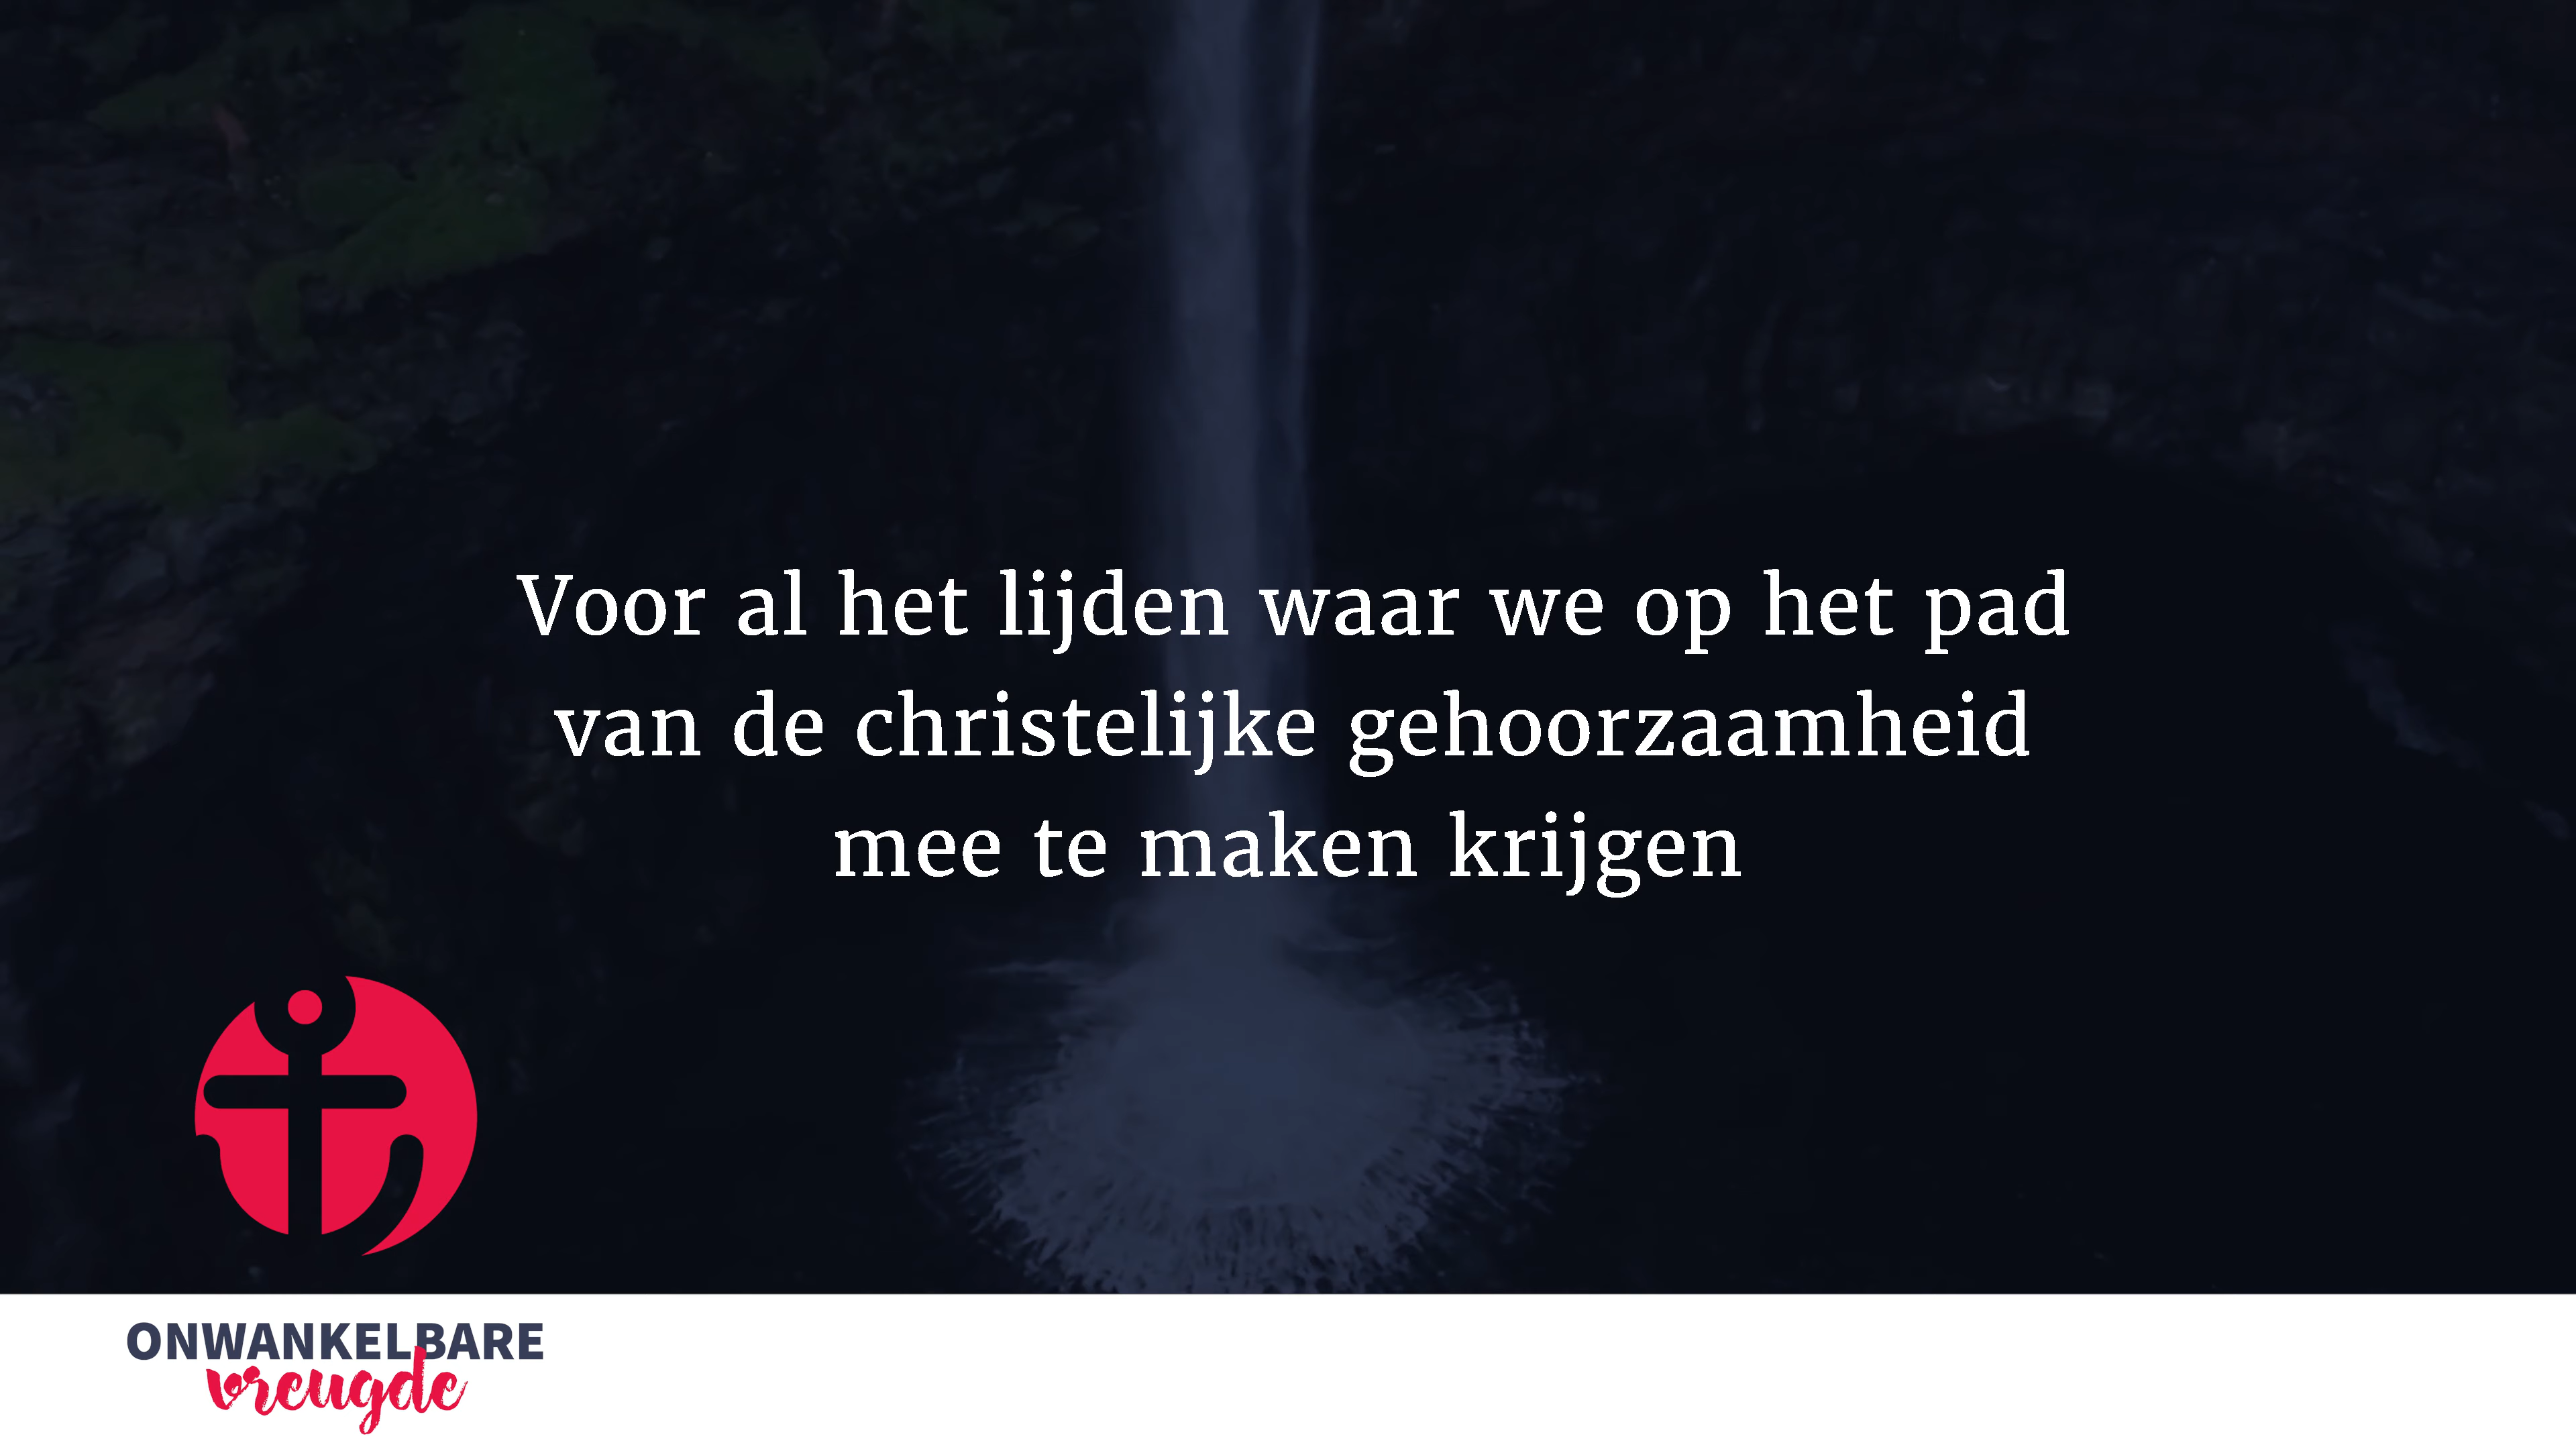 Voor al het lijden waar we op het pad
van de christelijke gehoorzaamheid
mee te maken krijgen
ONWANKELBARE
vreugde